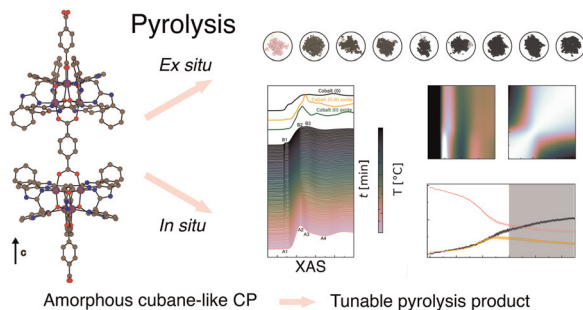 Pyrolysis
Ex situ
In situ
c
Cobalt (0)
Cobalt (II,III) oxide
Cobalt (II) oxide
B1
B2
B3
A1
A2
A3
A4
t [min]
T [°C]
XAS
Amorphous cubane-like CP
Tunable pyrolysis product